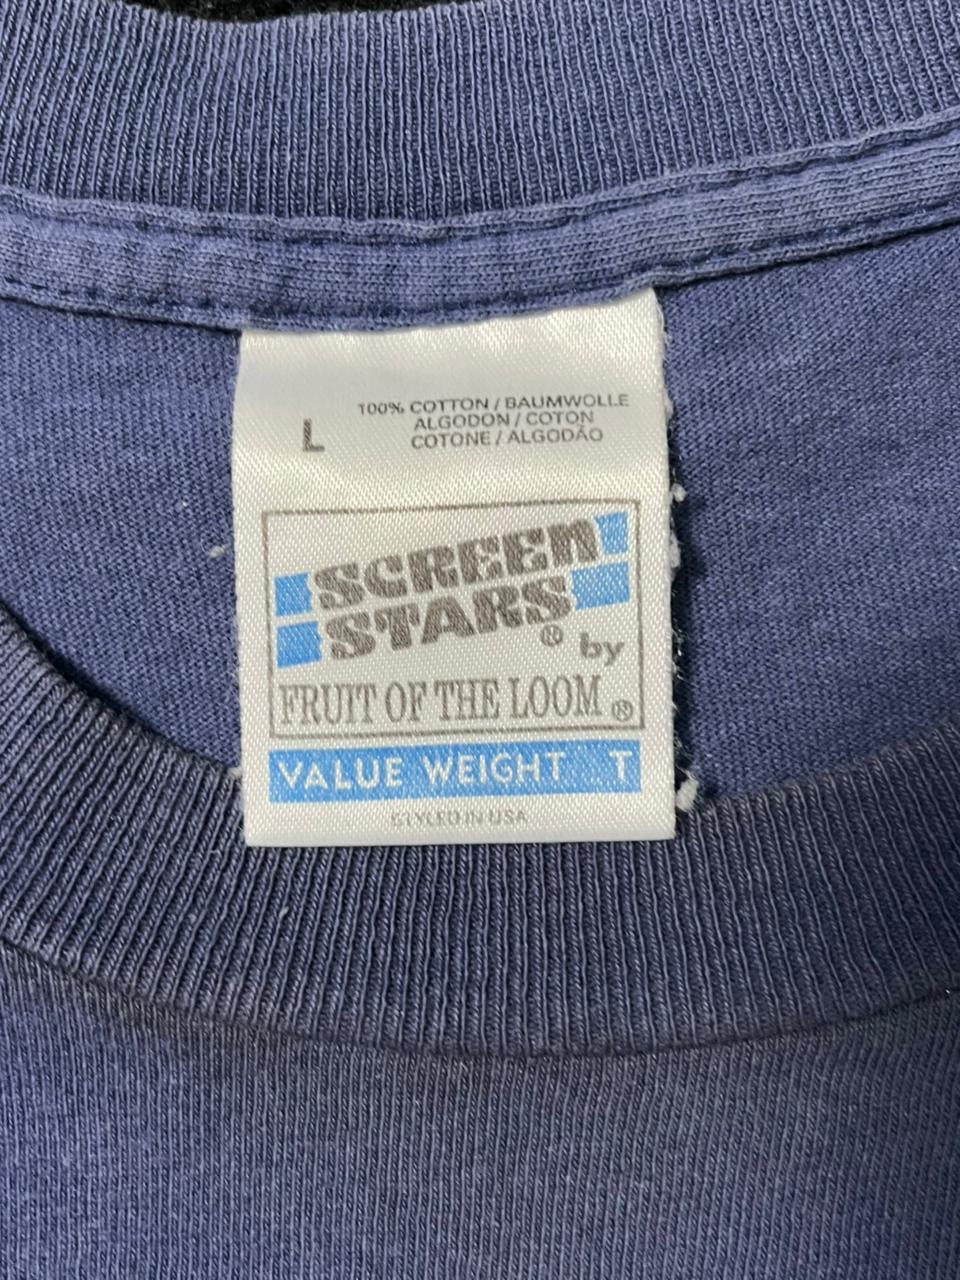 L
100% COTTON / BAUMWOLLE
ALGODON / COTON
COTONE / ALGODÃO
SCREEN
STARS® by
FRUIT OF THE LOOM®
VALUE WEIGHT T
STYLED IN USA